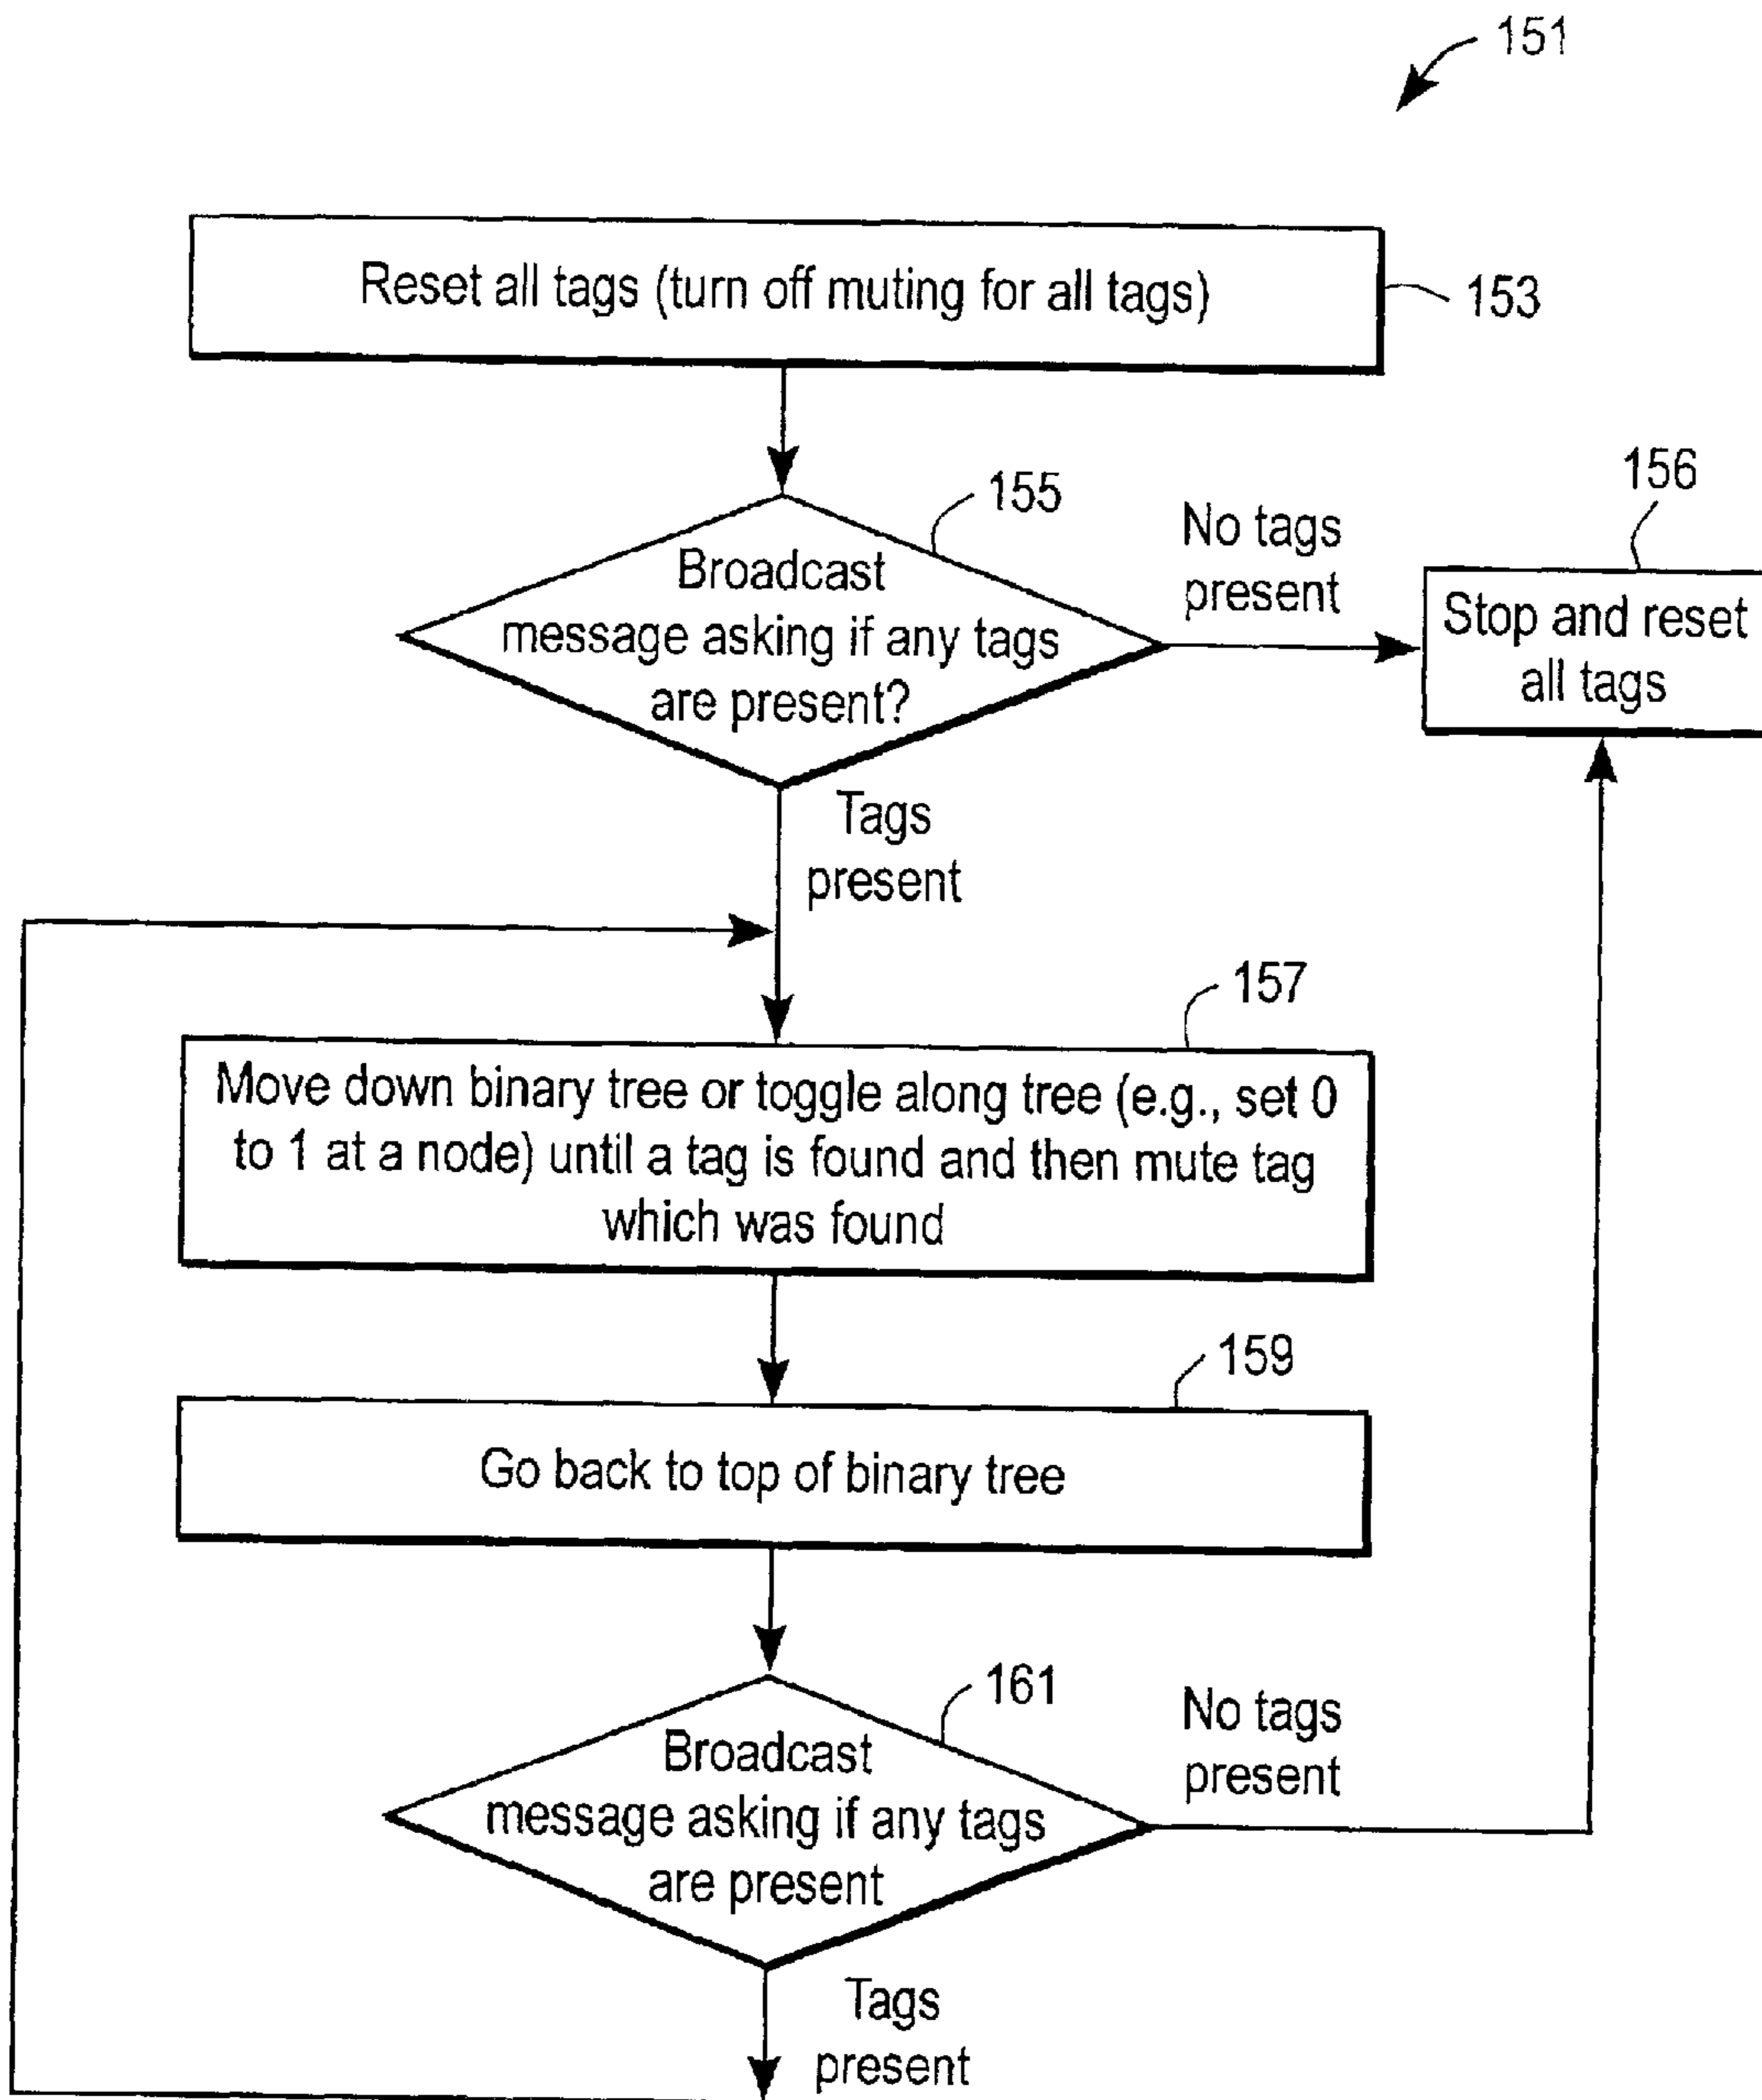 151
Reset all tags (turn off muting for all tags)
153
155
Broadcast
message asking if any tags
are present?
No tags
present
156
Stop and reset
all tags
Tags
present
157
Move down binary tree or toggle along tree (e.g., set 0
to 1 at a node) until a tag is found and then mute tag
which was found
159
Go back to top of binary tree
161
Broadcast
message asking if any tags
are present
No tags
present
Tags
present